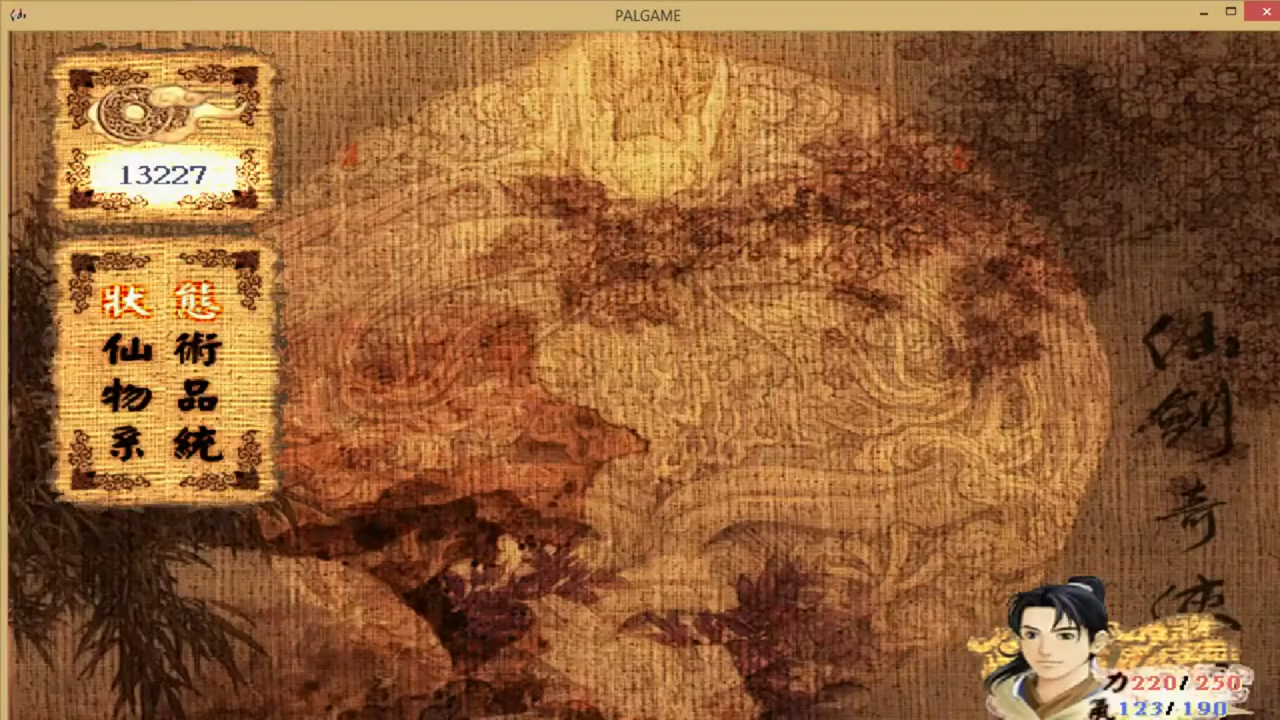 PALGAME
13227
狀態
仙術
物品
系統
仙
劍
奇
俠
力220/250
氣123/190